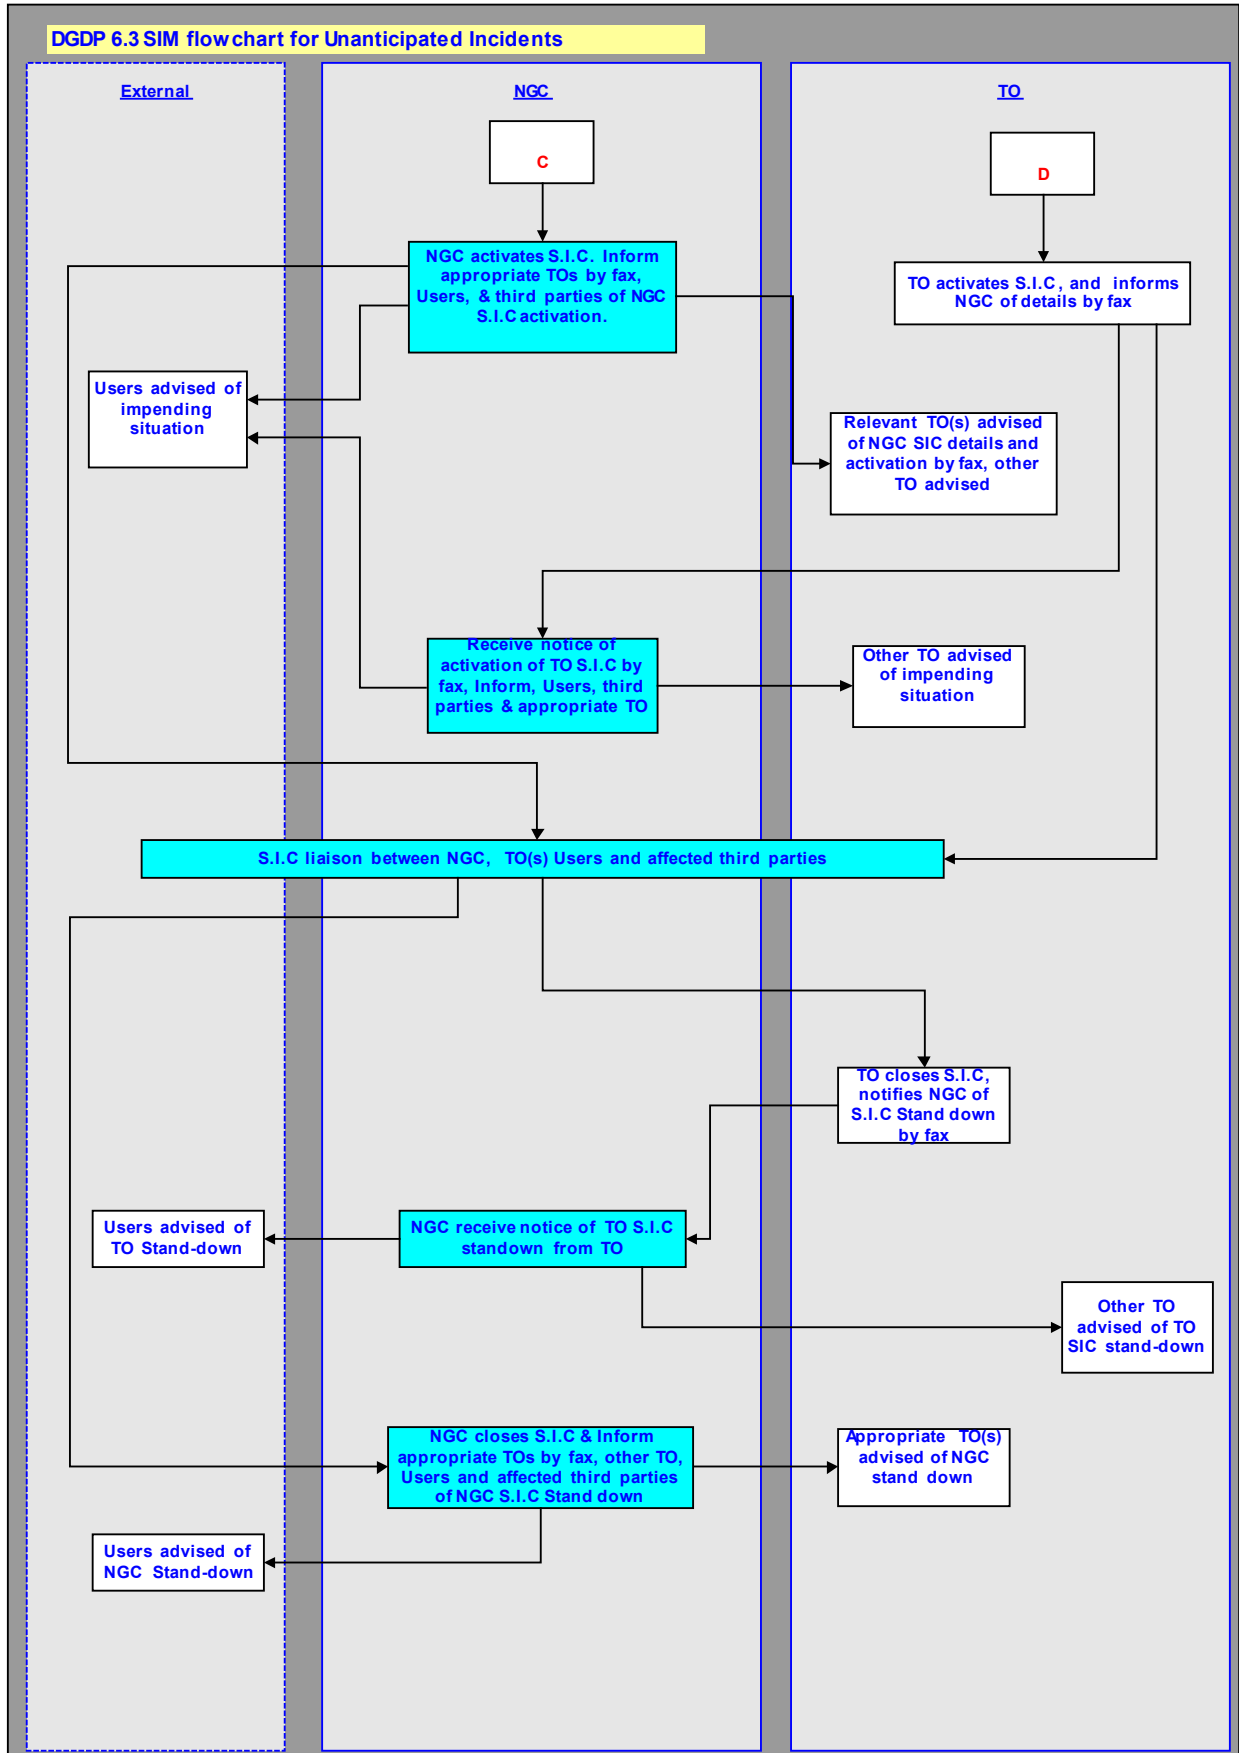 DGDP 6.3 SIM flowchart for Unanticipated Incidents
External
NGC
TO
C
D
NGC activates S.I.C. Inform
appropriate TOs by fax,
Users, & third parties of NGC
S.I.C activation.
TO activates S.I.C, and informs
NGC of details by fax
Users advised of
impending
situation
Relevant TO(s) advised
of NGC SIC details and
activation by fax, other
TO advised
Receive notice of
activation of TO S.I.C by
fax, Inform, Users, third
parties & appropriate TO
Other TO advised
of impending
situation
S.I.C liaison between NGC, TO(s) Users and affected third parties
TO closes S.I.C,
notifies NGC of
S.I.C Stand down
by fax
Users advised of
TO Stand-down
NGC receive notice of TO S.I.C
standown from TO
Other TO
advised of TO
SIC stand-down
NGC closes S.I.C & Inform
appropriate TOs by fax, other TO,
Users and affected third parties
of NGC S.I.C Stand down
Appropriate TO(s)
advised of NGC
stand down
Users advised of
NGC Stand-down